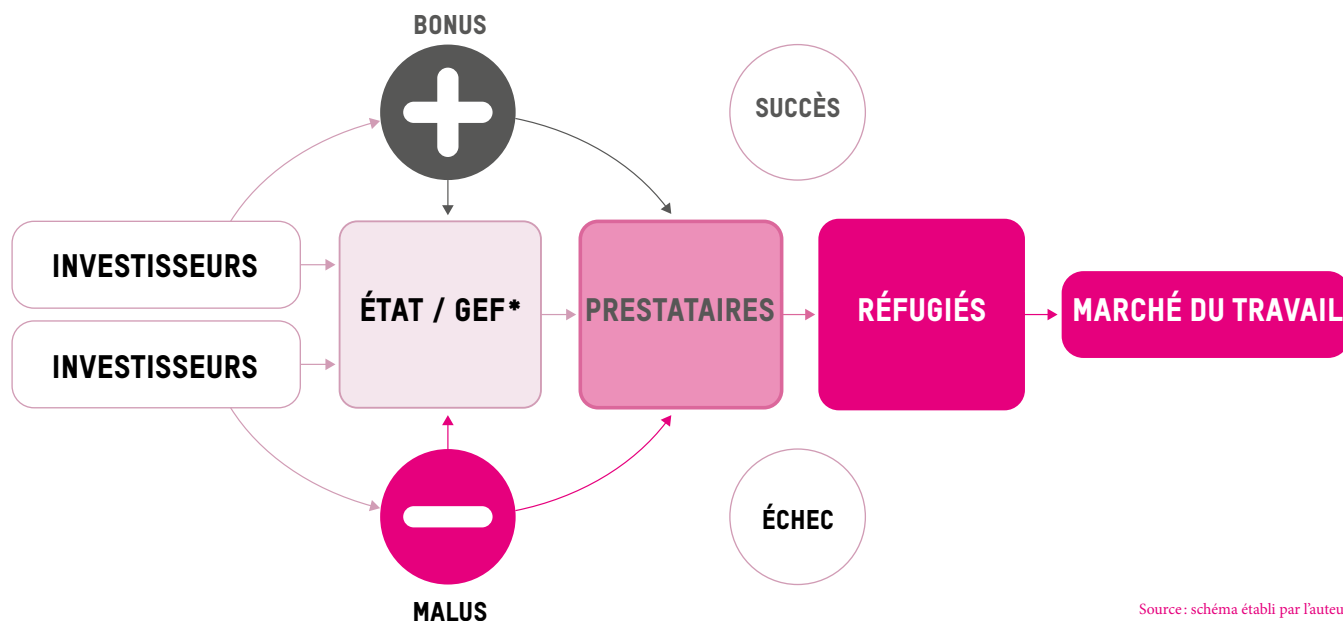 BONUS
SUCCÈS
INVESTISSEURS
INVESTISSEURS
ÉTAT / GEF*
PRESTATAIRES
RÉFUGIÉS
MARCHÉ DU TRAVAIL
ÉCHEC
MALUS
Source : schéma établi par l'auteu